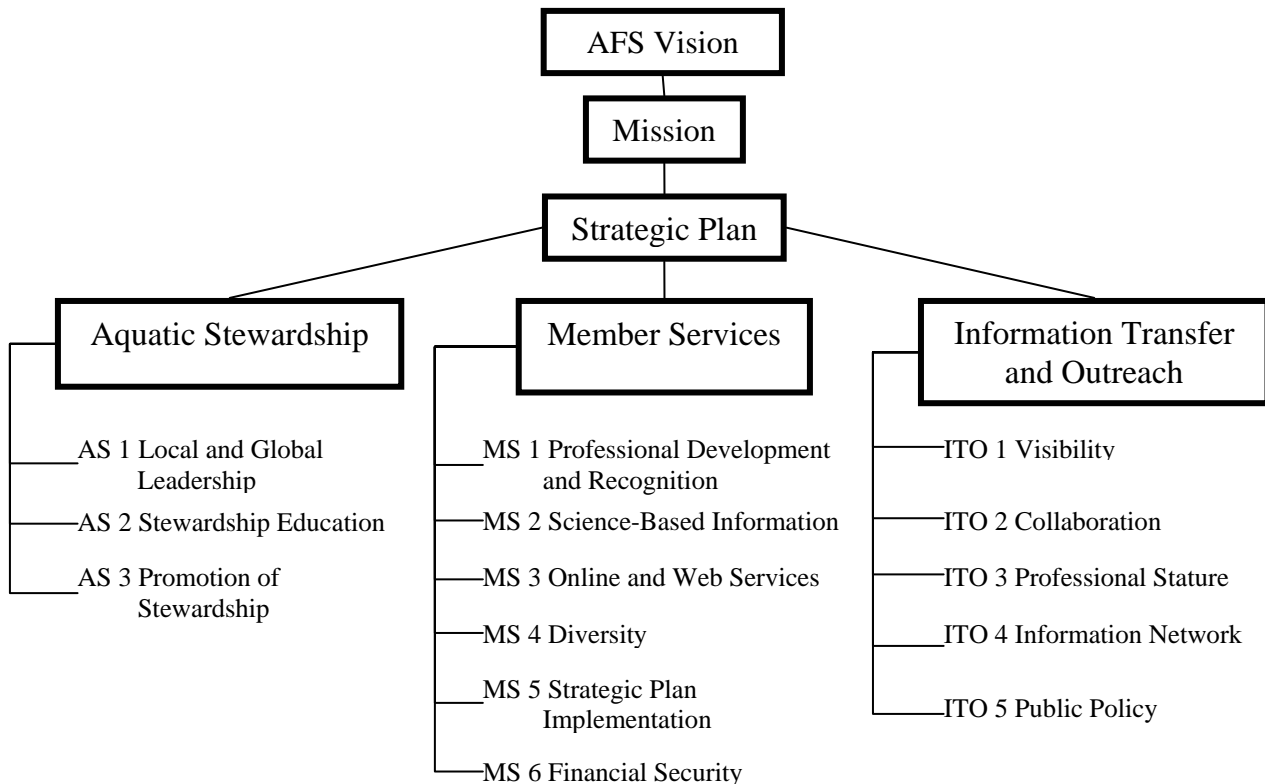 AFS Vision
Mission
Strategic Plan
Aquatic Stewardship
AS 1 Local and Global
Leadership
AS 2 Stewardship Education
AS 3 Promotion of
Stewardship
Member Services
MS 1 Professional Development
and Recognition
MS 2 Science-Based Information
MS 3 Online and Web Services
MS 4 Diversity
MS 5 Strategic Plan
Implementation
MS 6 Financial Security
Information Transfer
and Outreach
ITO 1 Visibility
ITO 2 Collaboration
ITO 3 Professional Stature
ITO 4 Information Network
ITO 5 Public Policy